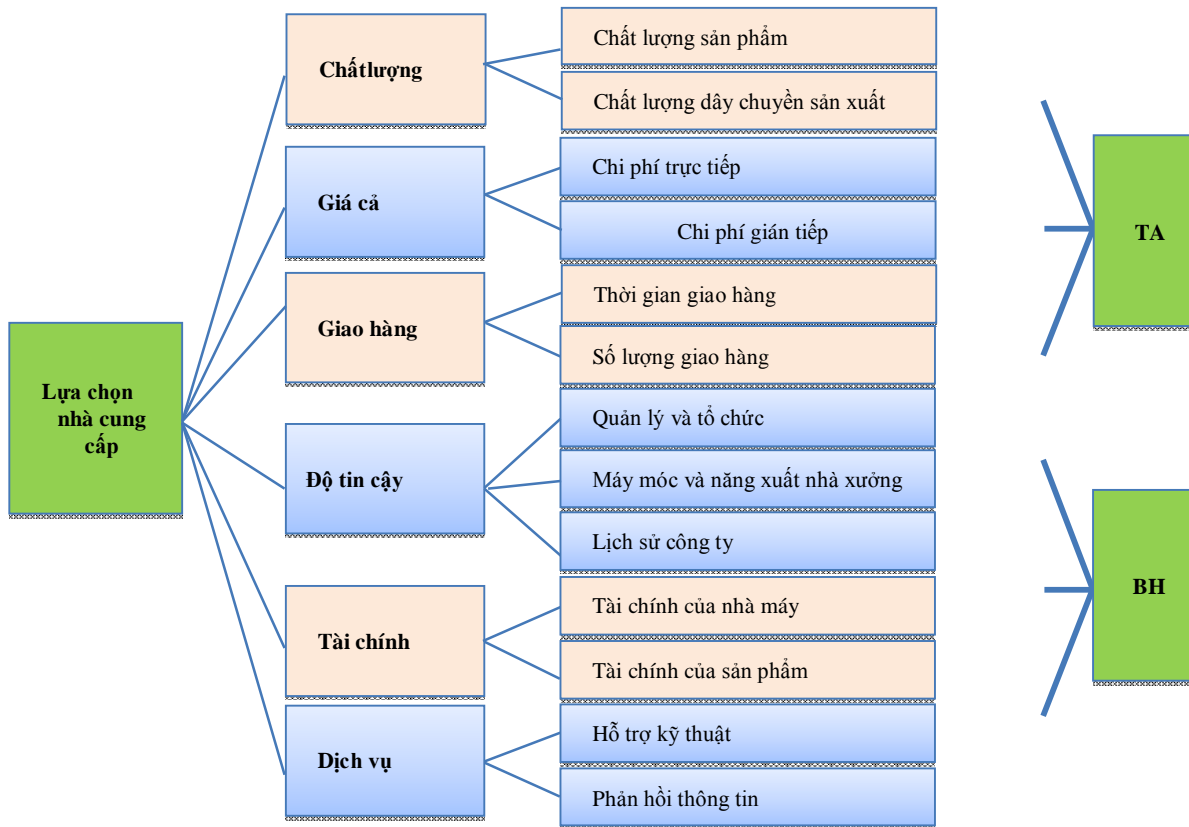 Lựa chọn
nhà cung
cấp
Chấtlượng
Chất lượng sản phẩm
Chất lượng dây chuyền sản xuất
Giá cả
Chi phí trực tiếp
Chi phí gián tiếp
Giao hàng
Thời gian giao hàng
Số lượng giao hàng
Độ tin cậy
Quản lý và tổ chức
Máy móc và năng xuất nhà xưởng
Lịch sử công ty
Tài chính
Tài chính của nhà máy
Tài chính của sản phẩm
Dịch vụ
Hỗ trợ kỹ thuật
Phản hồi thông tin
TA
BH